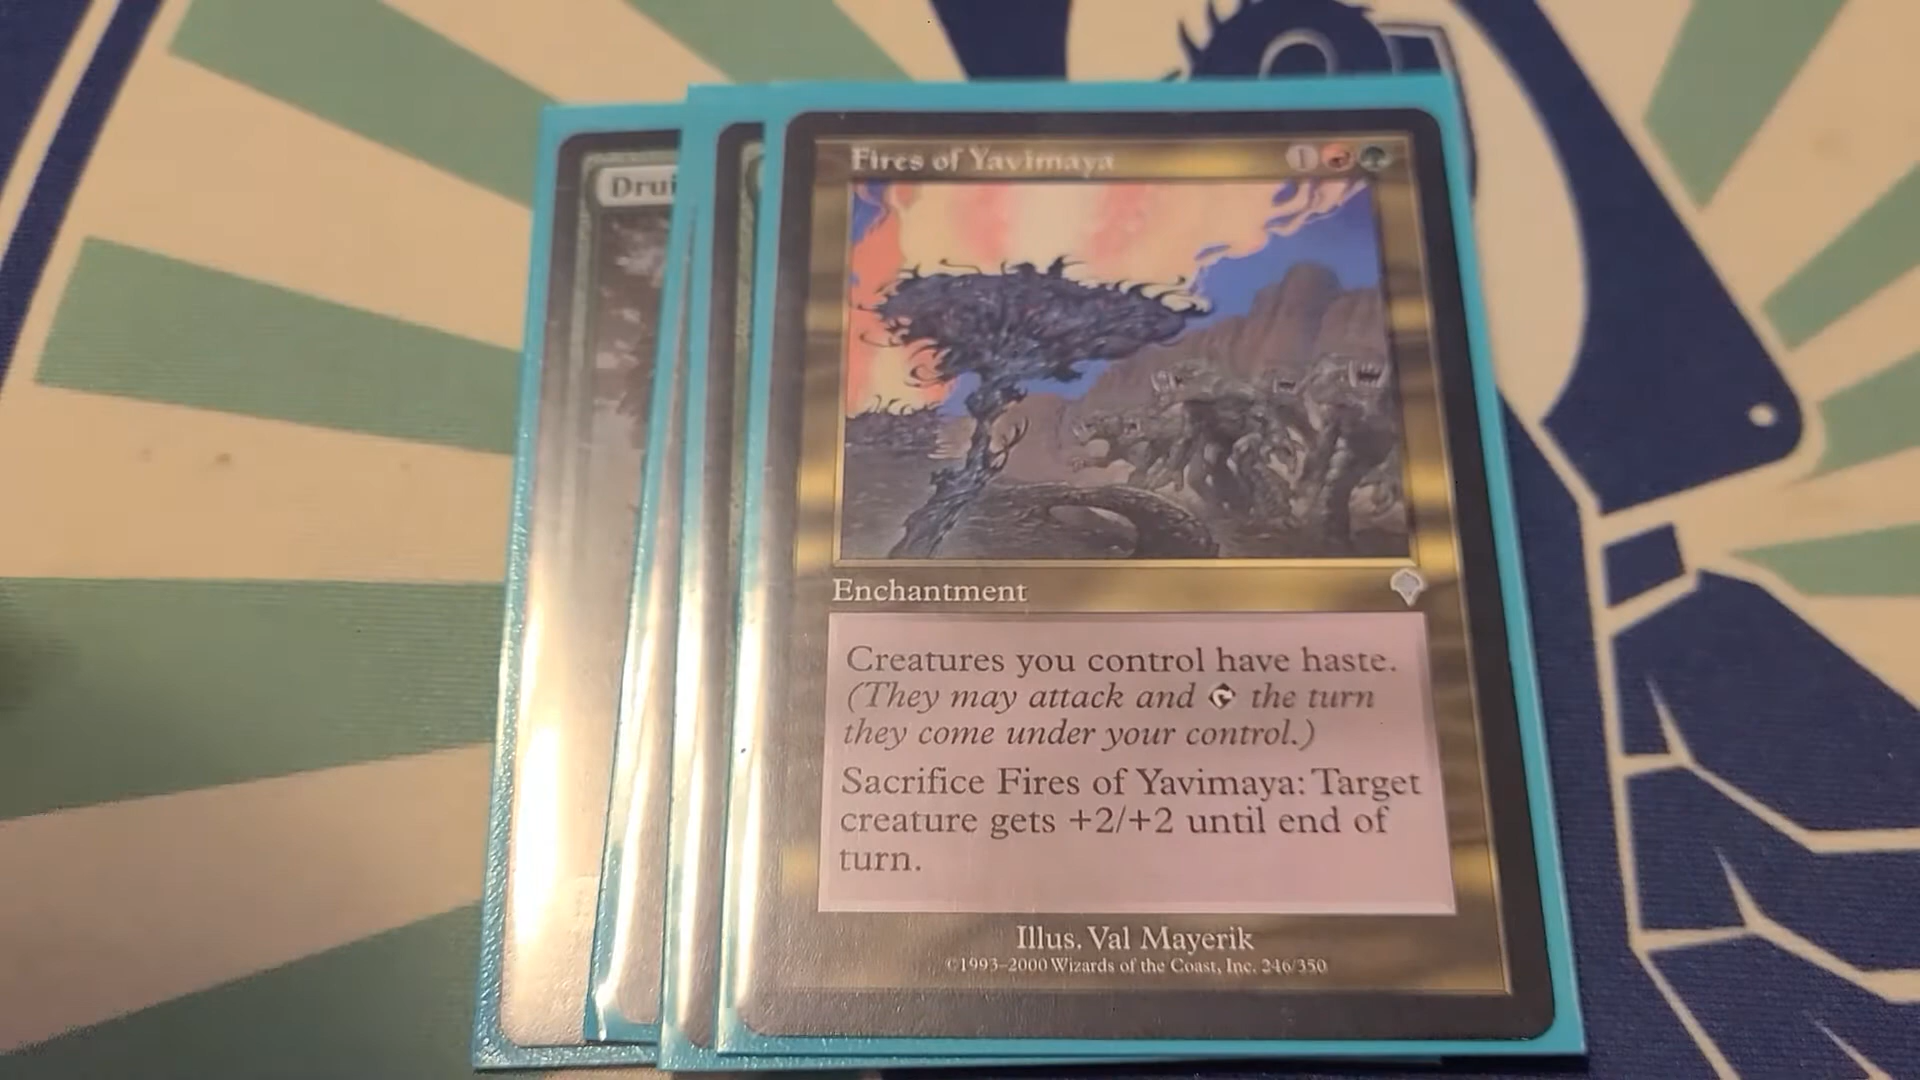 Drui
Fires of Yavimaya
1
Enchantment
Creatures you control have haste.
(They may attack and the turn
they come under your control.)
Sacrifice Fires of Yavimaya: Target
creature gets +2/+2 until end of
turn.
Illus. Val Mayerik
©1993–2000 Wizards of the Coast, Inc. 246/350